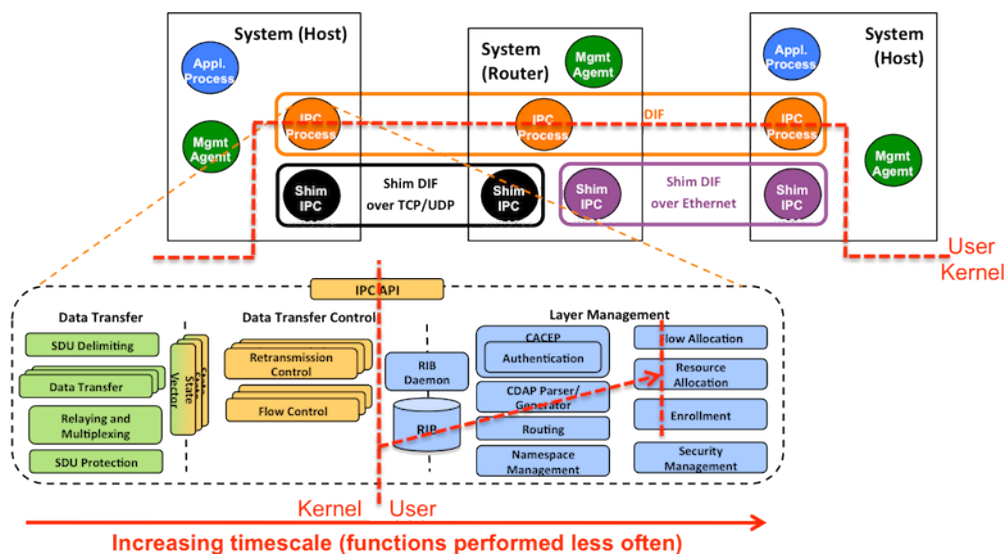 System (Host)
System
(Router)
System
(Host)
Appl.
Process
Mgmt
Agemt
Appl.
Process
IPC
Process
IPC
Process
DIF
IPC
Process
Mgmt
Agemt
Mgmt
Agemt
Shim
IPC
Shim DIF
over TCP/UDP
Shim
IPC
Shim
IPC
Shim DIF
over Ethernet
Shim
IPC
User
Kernel
IPC API
Data Transfer
Data Transfer Control
Layer Management
SDU Delimiting
Data Transfer
Relaying and
Multiplexing
SDU Protection
State
Vector
Retransmission
Control
Flow Control
RIB
Daemon
RIB
CACEP
Authentication
CDAP Parser/
Generator
Routing
Namespace
Management
Flow Allocation
Resource
Allocation
Enrollment
Security
Management
Kernel
User
Increasing timescale (functions performed less often)